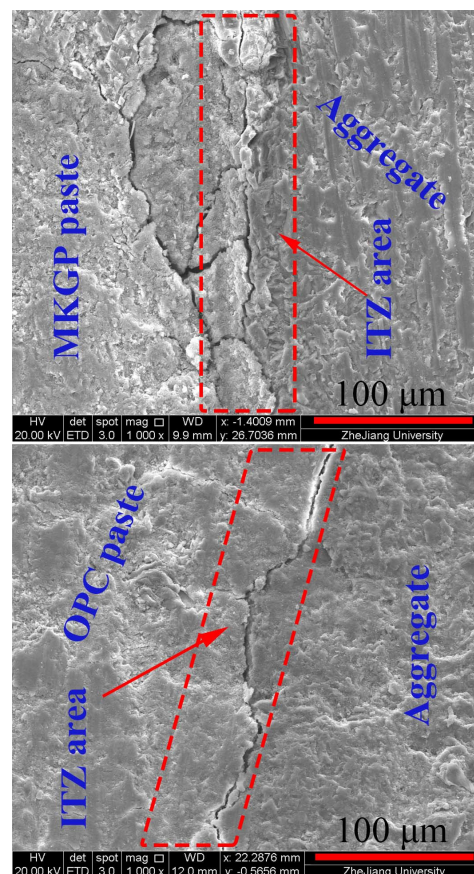 MKGP paste
Aggregate
ITZ area
100 μm
HV det spot mag □ WD x: -1.4009 mm
20.00 kV ETD 3.0 1 000 x 9.9 mm y: 26.7036 mm ZheJiang University
OPC paste
ITZ area
Aggregate
100 μm
HV det spot mag □ WD x: 22.2876 mm
20.00 kV ETD 3.0 1 000 x 12.0 mm y: -0.5656 mm ZheJiang University